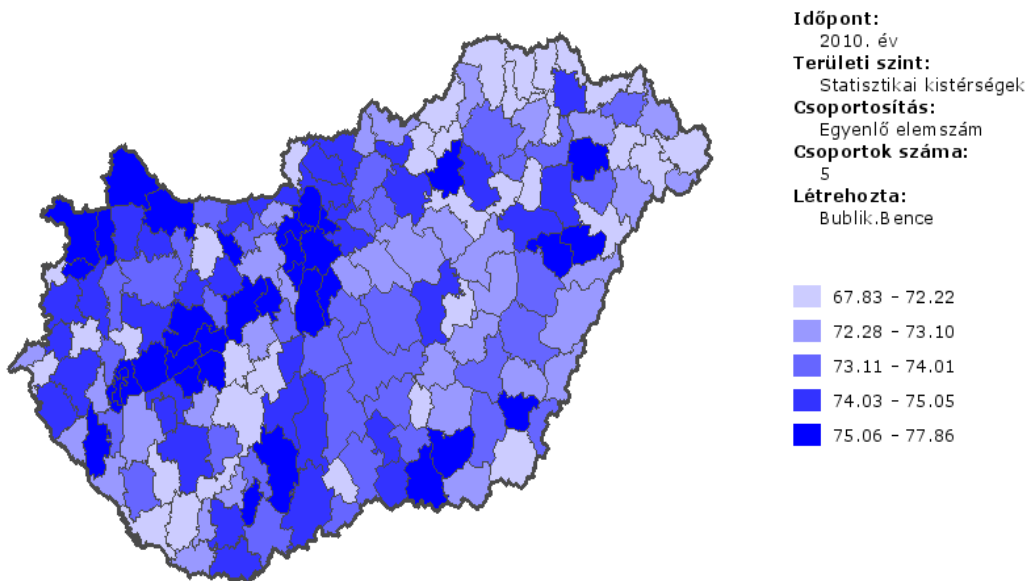 Időpont:
2010. év
Területi szint:
Statisztikai kistérségek
Csoportosítás:
Egyenlő elemszám
Csoportok száma:
5
Létrehozta:
Bublik.Bence
67.83 - 72.22
72.28 - 73.10
73.11 - 74.01
74.03 - 75.05
75.06 - 77.86